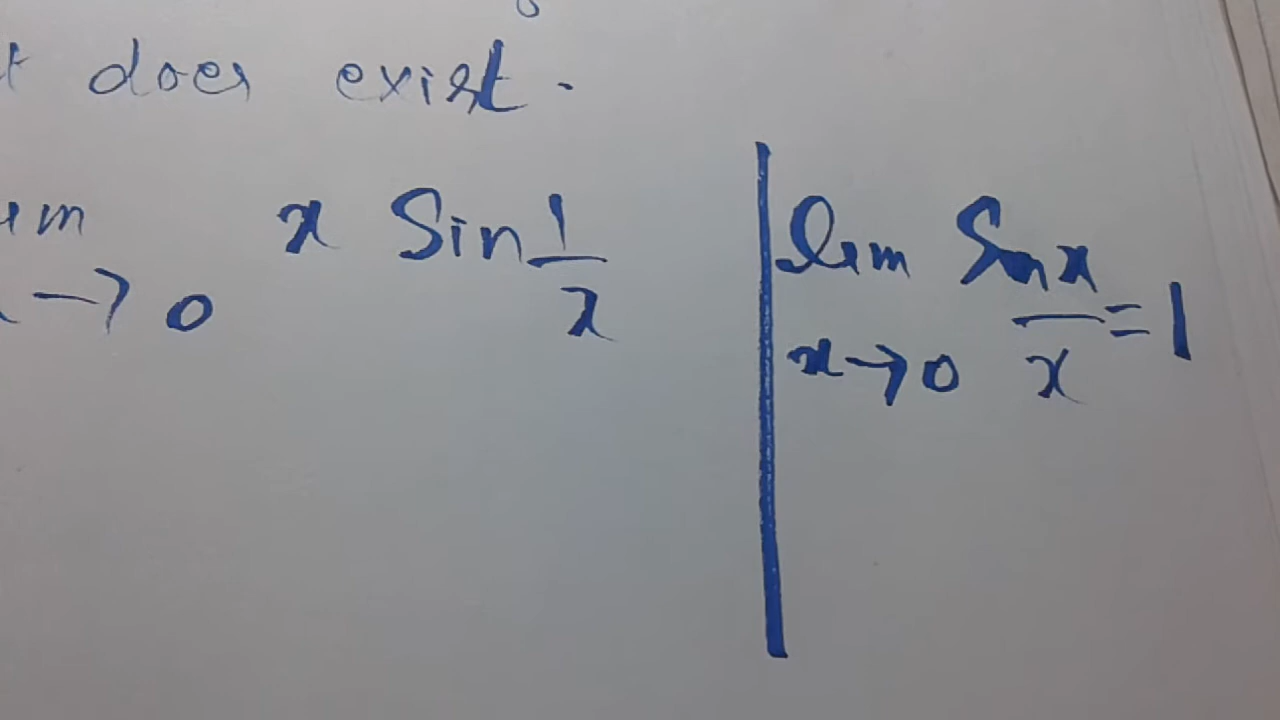 does exist.
x Sin 1/x
→ 0
lim Sin x / x = 1
x → 0